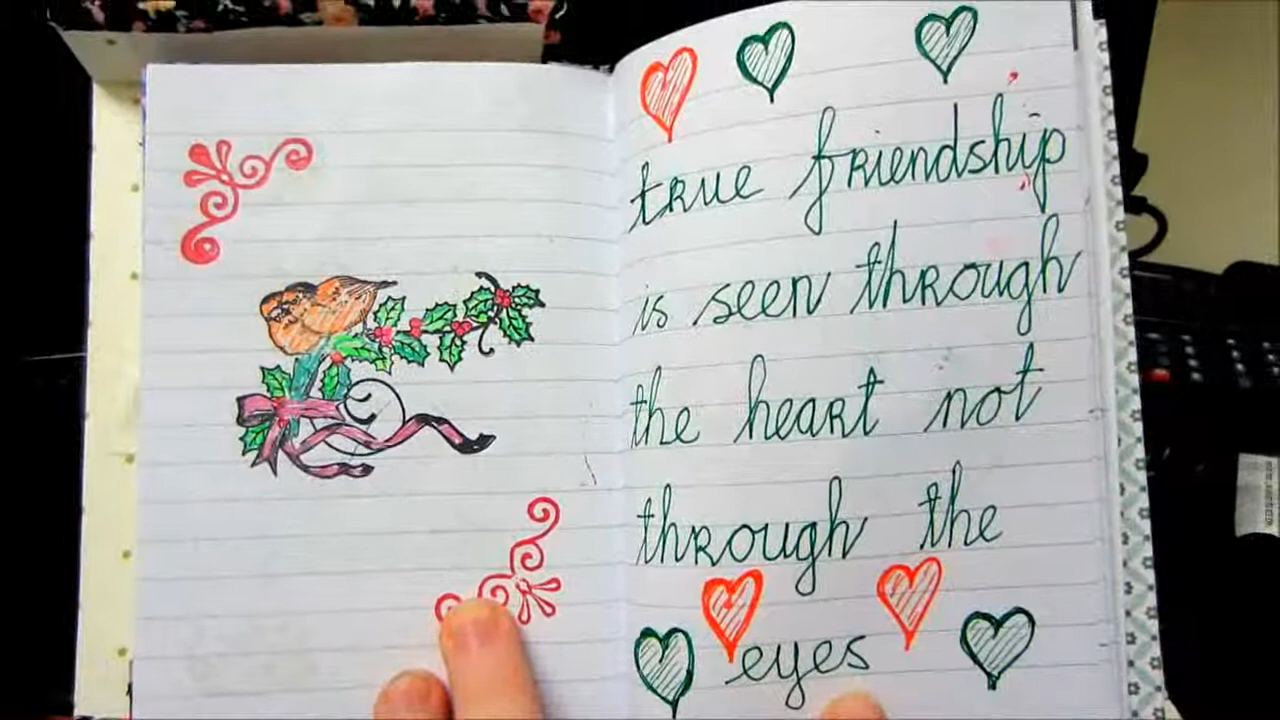 true friendship
is seen through
the heart not
through the
eyes